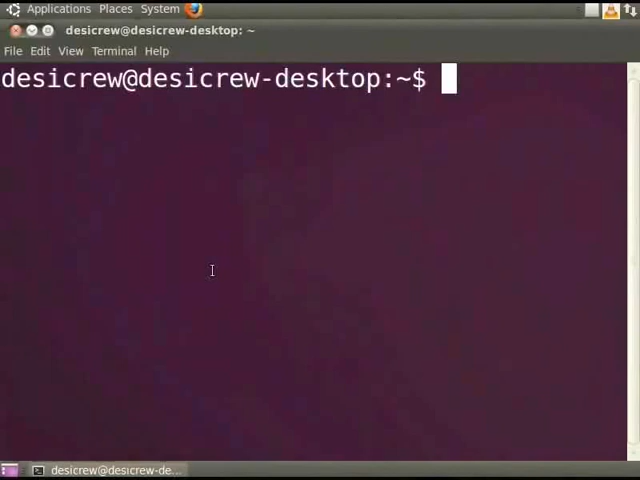 Applications Places System
desicrew@desicrew-desktop: ~
File Edit View Terminal Help
desicrew@desicrew-desktop:~$
desicrew@desicrew-de...